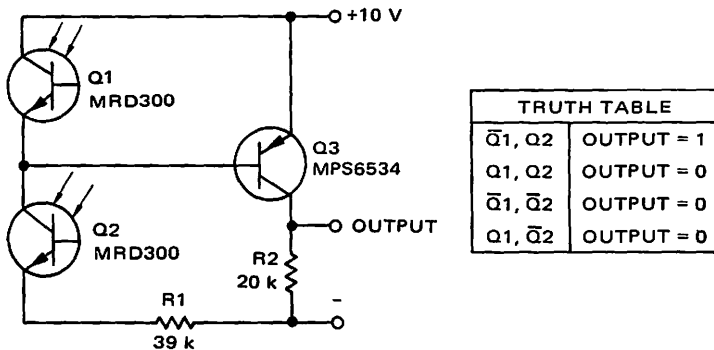 +10 V
Q1
MRD300
Q3
MPS6534
OUTPUT
Q2
MRD300
R2
20 k
R1
39 k
–
TRUTH TABLE
Q̅1, Q2 OUTPUT = 1
Q1, Q2 OUTPUT = 0
Q̅1, Q̅2 OUTPUT = 0
Q1, Q̅2 OUTPUT = 0